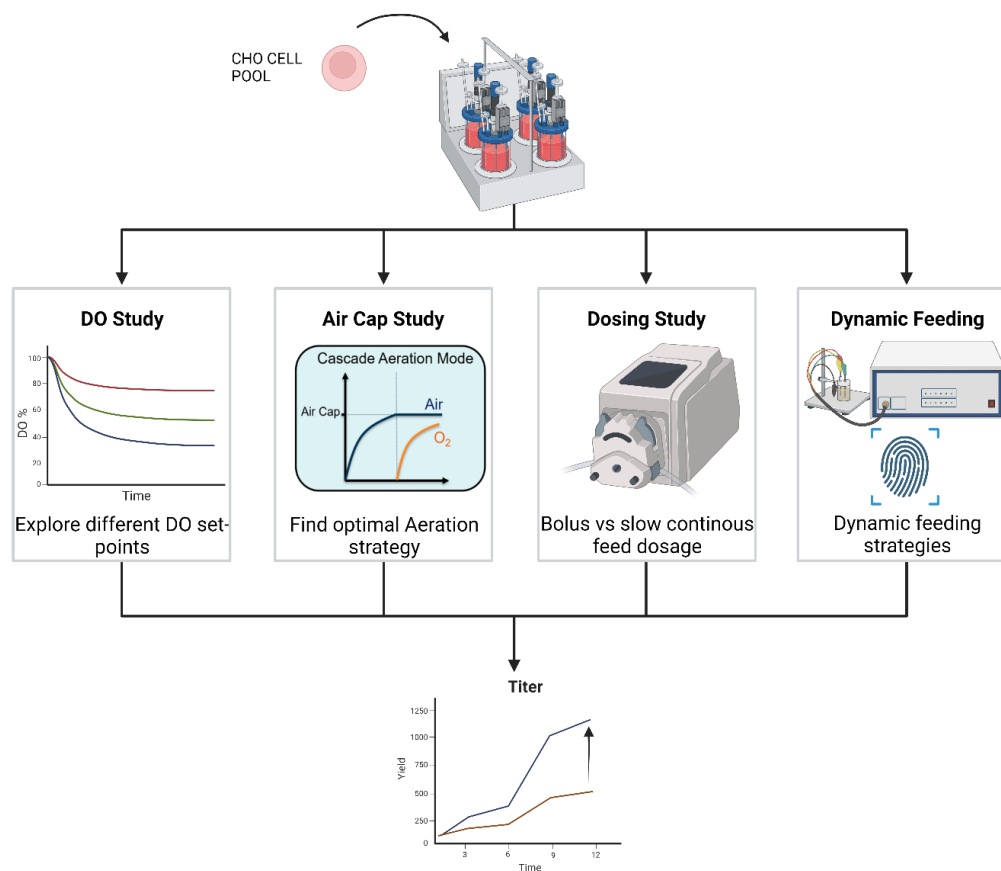 CHO CELL
POOL
DO Study
100
80
60
40
20
0
DO %
Time
Explore different DO set-
points
Air Cap Study
Cascade Aeration Mode
Air Cap
Air
O₂
Find optimal Aeration
strategy
Dosing Study
Bolus vs slow continous
feed dosage
Dynamic Feeding
Dynamic feeding
strategies
Titer
1250
1000
750
500
250
0
Yield
3
6
9
12
Time